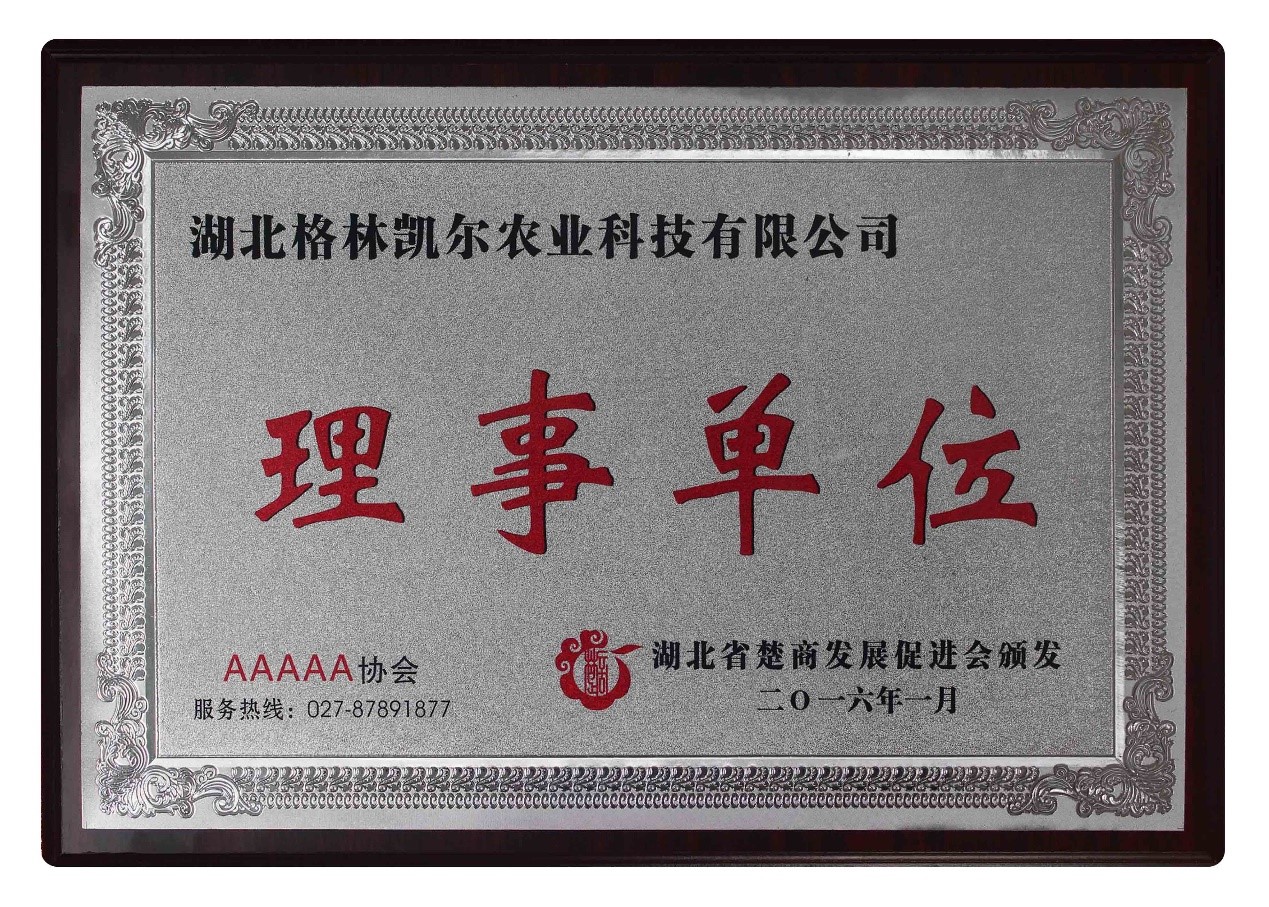 湖北格林凯尔农业科技有限公司
理事单位
AAAAA协会
服务热线：027-87891877
湖北省楚商发展促进会颁发
二O一六年一月